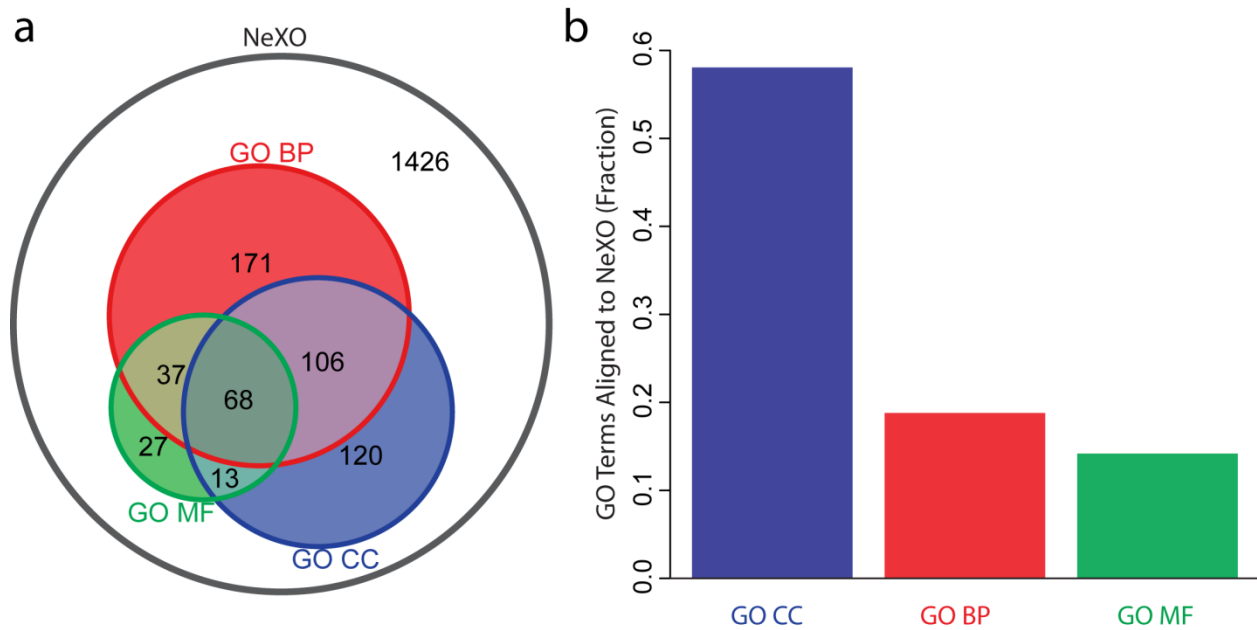 a
NeXO
GO BP
1426
171
37
106
68
27
120
13
GO MF
GO CC
b
GO Terms Aligned to NeXO (Fraction)
0.6
0.5
0.4
0.3
0.2
0.1
0.0
GO CC
GO BP
GO MF